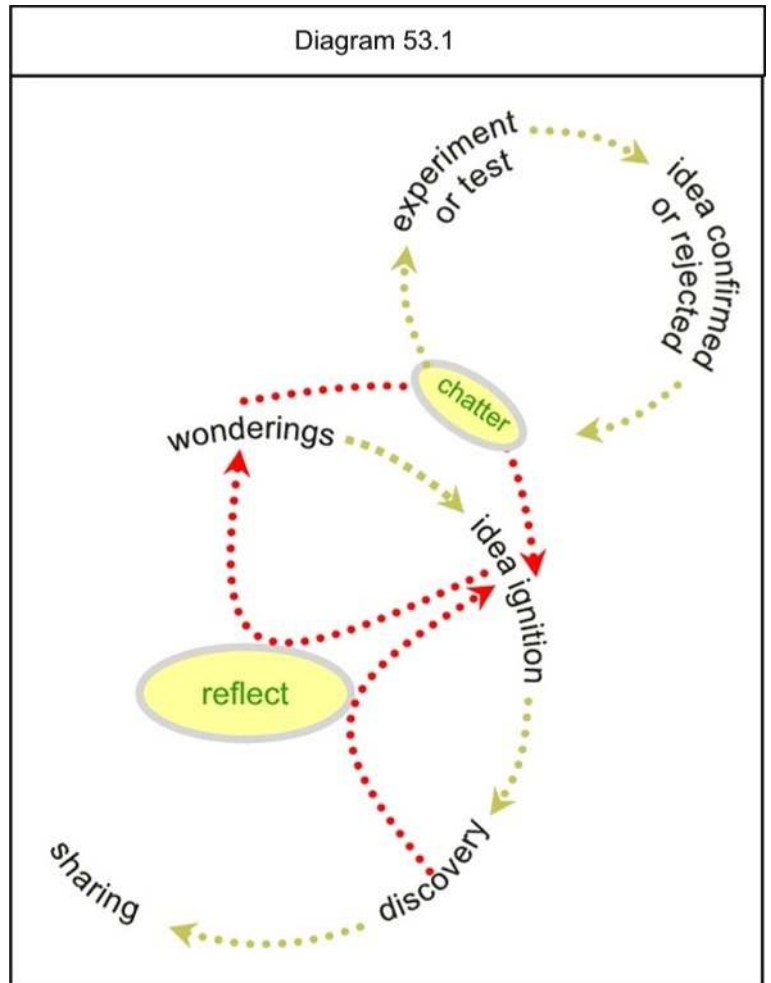 Diagram 53.1
experiment
or test
idea confirmed
or rejected
chatter
wonderings
idea ignition
reflect
discovery
sharing